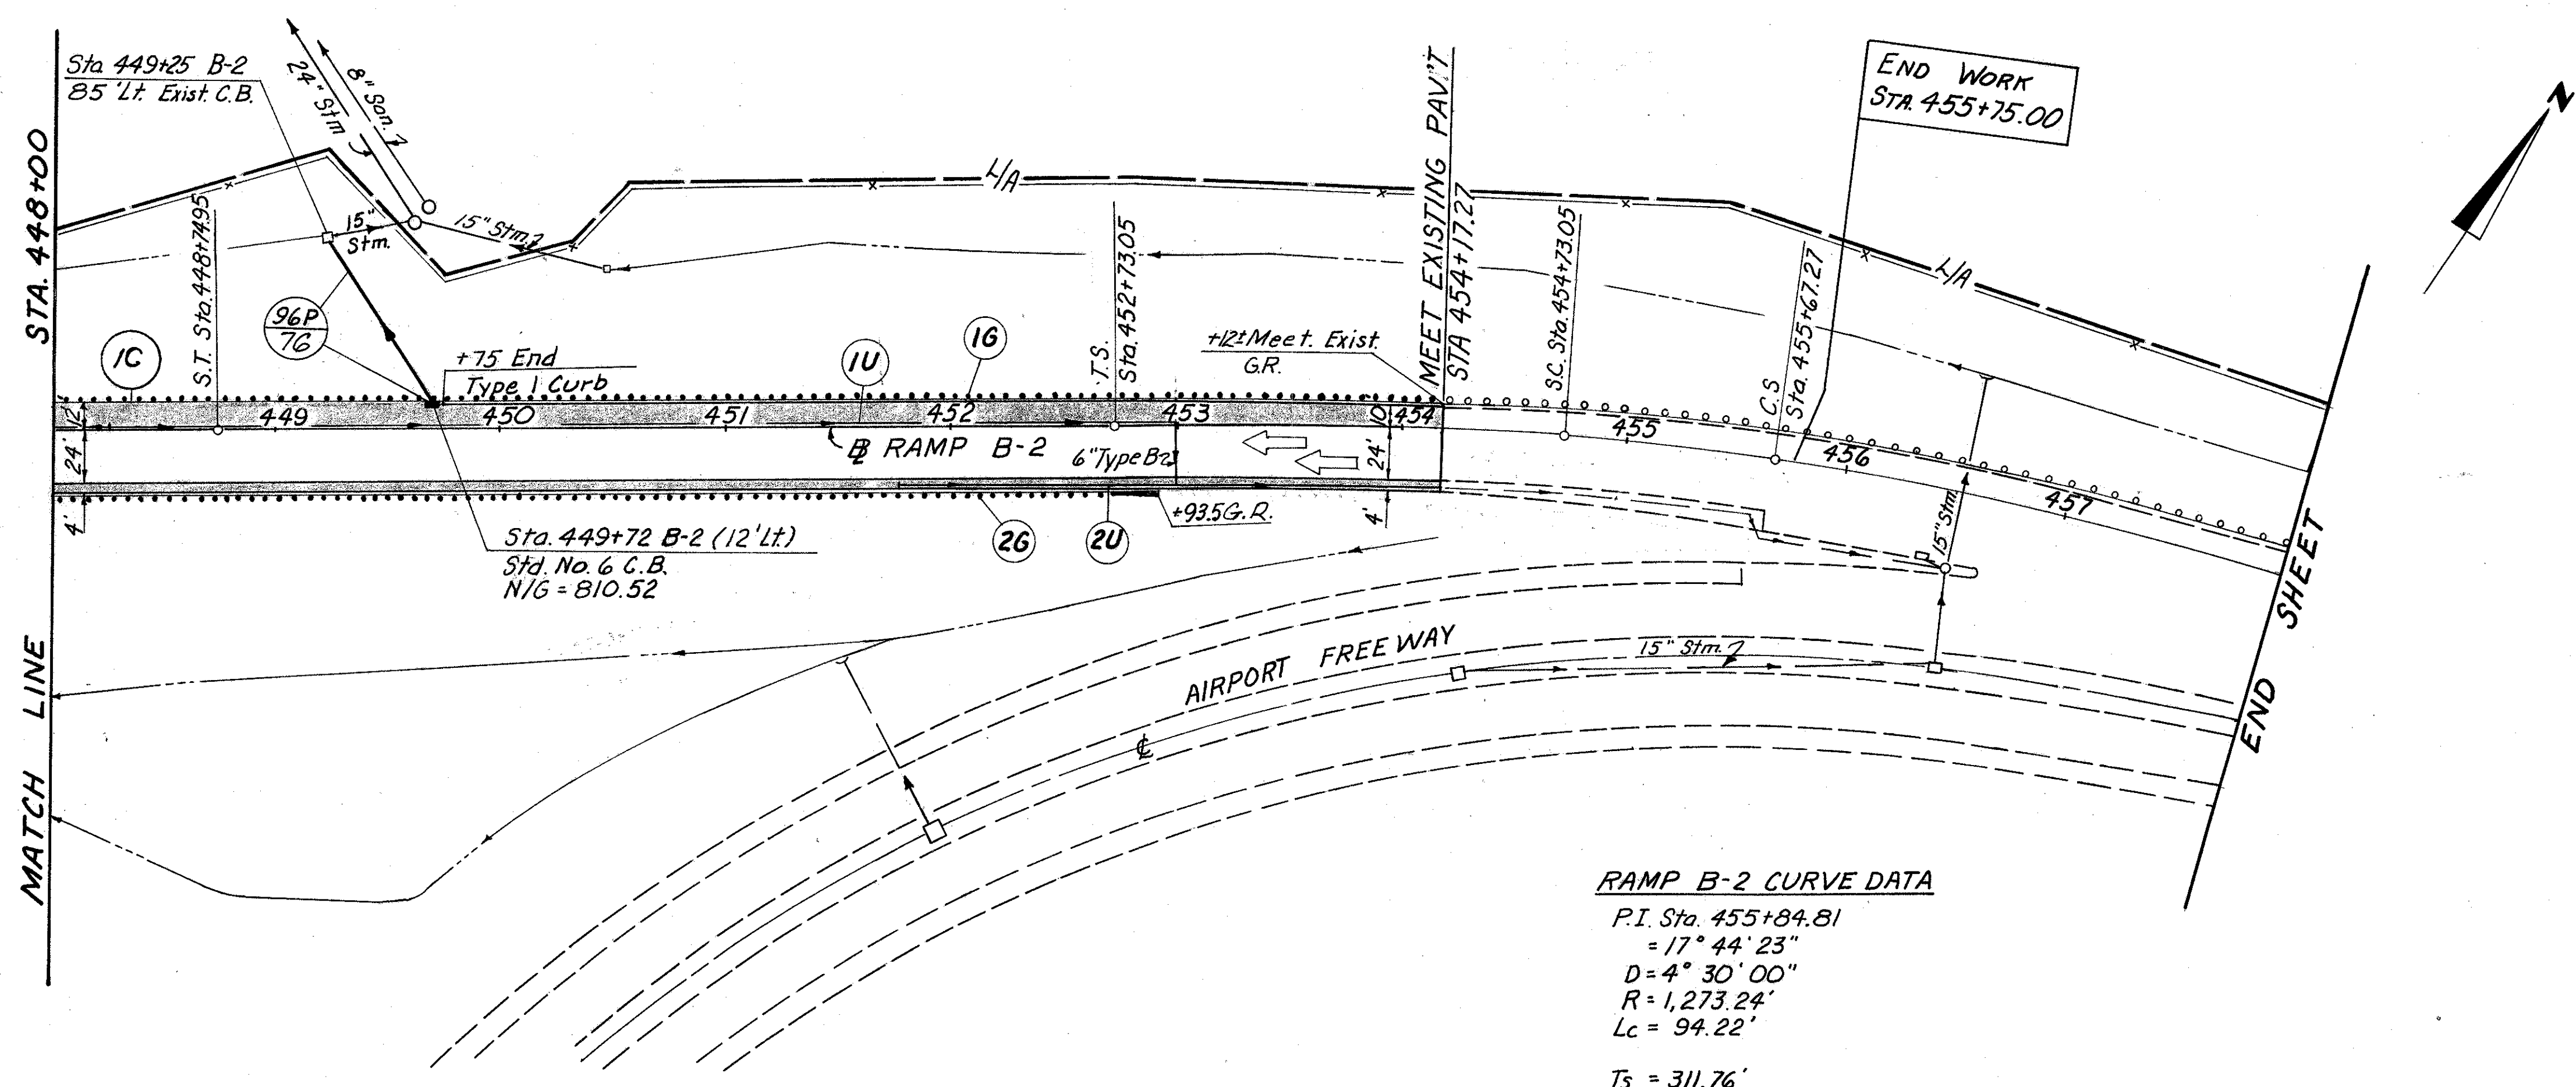 Sta 449+25 B-2
85' Lt. Exist. C.B.
24" Stm
8" San.
END WORK
STA. 455+75.00
N
STA. 448+00
MATCH LINE
S.T. Sta. 448+74.95
15"
Stm.
15" Stm.
L/A
L/A
T.S.
Sta. 452+73.05
MEET EXISTING PAV'T
STA 454+17.27
S.C. Sta. 454+73.05
C.S
Sta. 455+67.27
96P
76
1C
+75 End
Type 1 Curb
1U
1G
+12± Meet. Exist.
G.R.
12'
449
450
451
452
453
10'
454
455
456
457
24'
4'
RAMP B-2
6" Type B
24'
4'
+93.5 G.R.
2G
2U
Sta. 449+72 B-2 (12' Lt.)
Std. No. 6 C.B.
N/G = 810.52
15" Stm.
AIRPORT FREEWAY
15" Stm.
℄
END SHEET
RAMP B-2 CURVE DATA
P.I. Sta. 455+84.81
= 17° 44' 23"
D = 4° 30' 00"
R = 1,273.24'
Lc = 94.22'
Ts = 311.76'